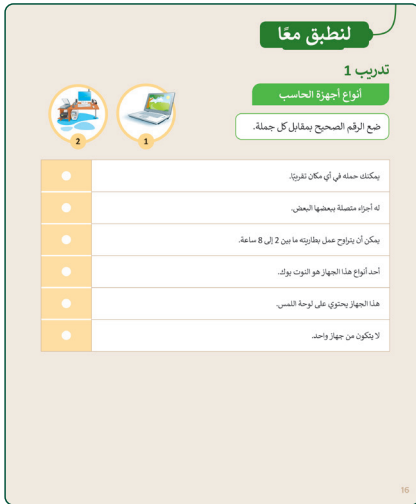 لنطبق معًا
تدريب 1
أنواع أجهزة الحاسب
ضع الرقم الصحيح بمقابل كل جملة.
1
2
يمكنك حمله في أي مكان تقريبًا.
له أجزاء متصلة ببعضها البعض.
يمكن أن يتراوح عمل بطاريته ما بين 2 إلى 8 ساعة.
أحد أنواع هذا الجهاز هو النوت بوك.
هذا الجهاز يحتوي على لوحة اللمس.
لا يتكون من جهاز واحد.
16